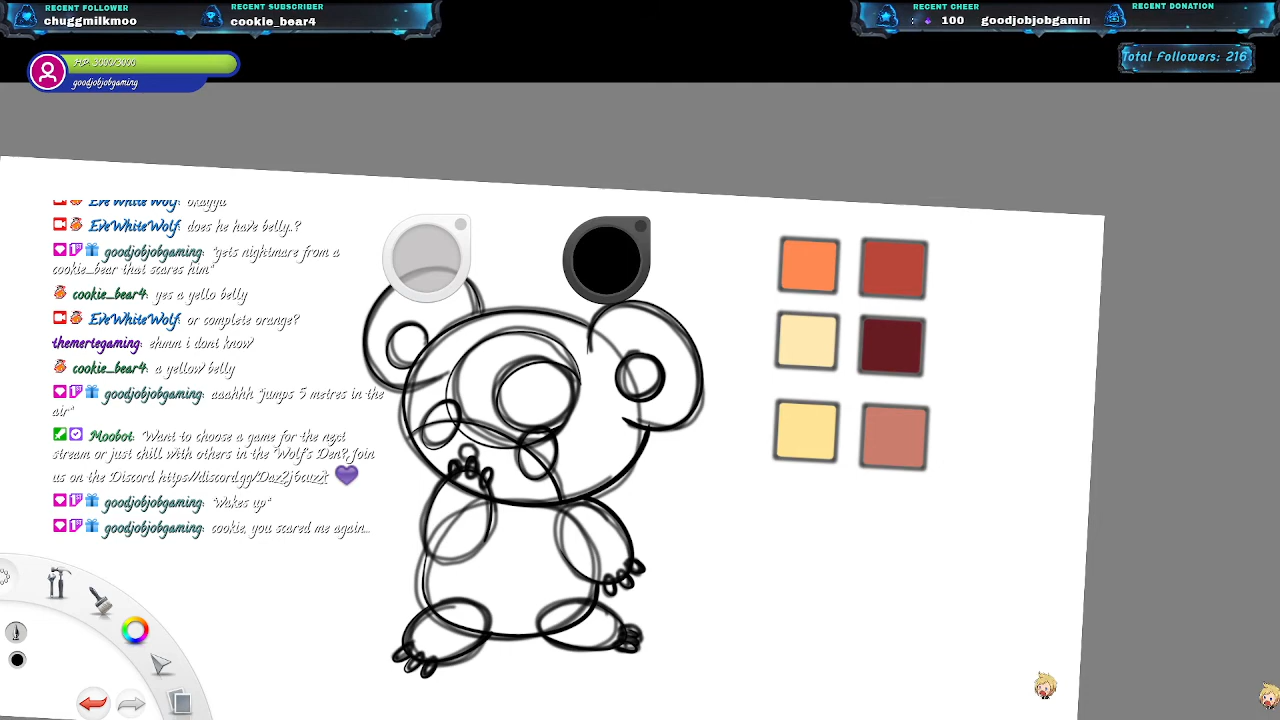 RECENT FOLLOWER
chuggmilkmoo
RECENT SUBSCRIBER
cookie_bear4
RECENT CHEER
: 100 goodjobjobgamin
RECENT DONATION
HP: 3000/3000
goodjobjobgaming
Total Followers: 216
EveWhiteWolf: okayyu
EveWhiteWolf: does he have belly.?
goodjobjobgaming: "gets nightmare from a
cookie_bear that scares him"
cookie_bear4: yes a yello belly
EveWhiteWolf: or complete orange?
themertegaming: ehmm i dont know
cookie_bear4: a yellow belly
goodjobjobgaming: aaahhh "jumps 5 metres in the
air"
Moobot: Want to choose a game for the next
stream or just chill with others in the Wolf's Den? Join
us on the Discord
goodjobjobgaming: "Wakes up"
goodjobjobgaming: cookie, you scared me again...